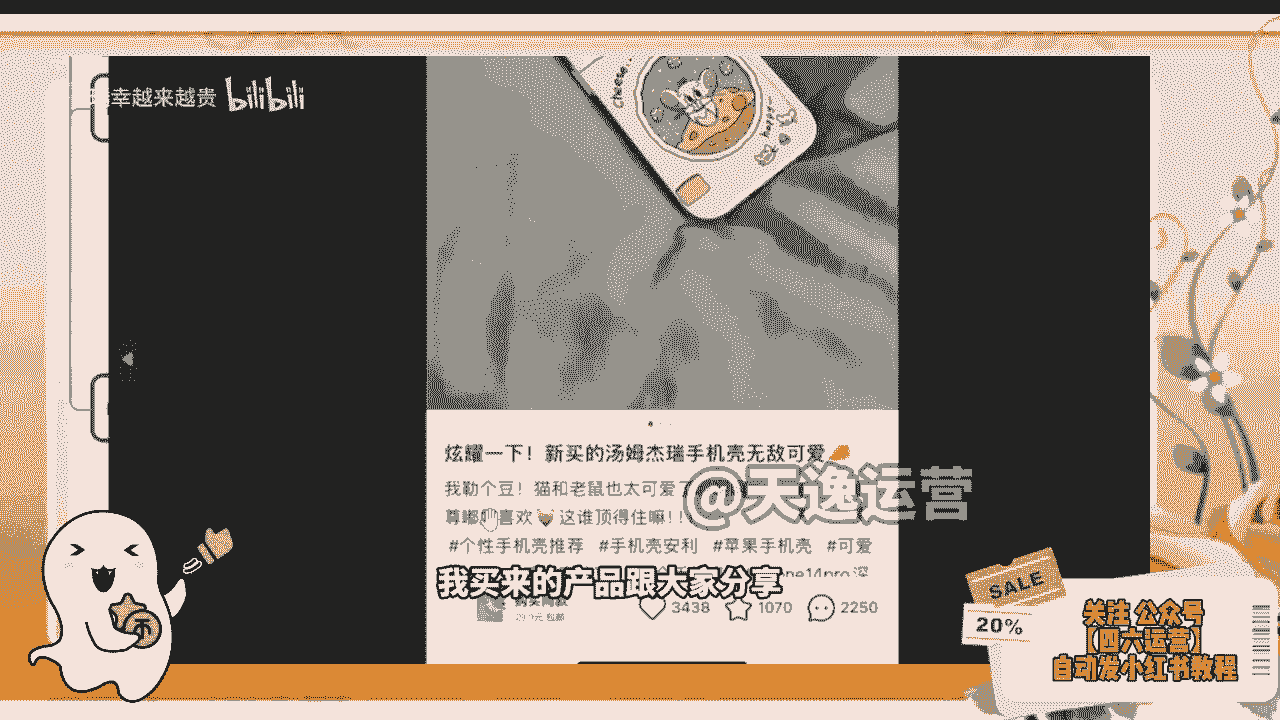 幸越来越贵 bilibili
cheese
happy
炫耀一下！新买的汤姆杰瑞手机壳无敌可爱
我勒个豆！猫和老鼠也太可爱了
@天逸运营
尊嘟 喜欢 这谁顶得住嘛!!
#个性手机壳推荐 #手机壳安利 #苹果手机壳 #可爱
我买来的产品跟大家分享
购买同款
3438 1070 2250
SALE
20%
关注 公众号
【四六运营】
自动发小红书教程